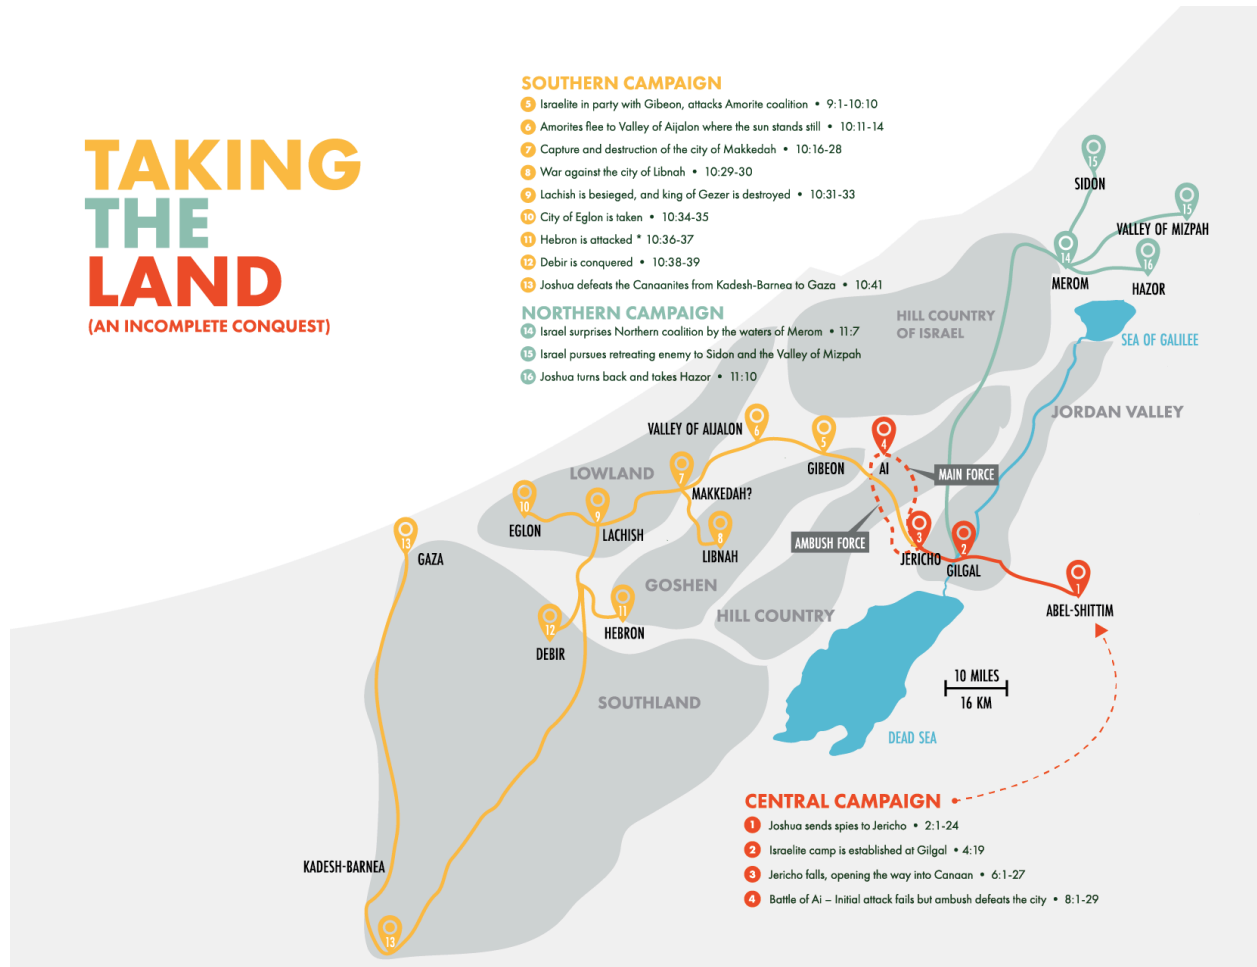 TAKING
THE
LAND
(AN INCOMPLETE CONQUEST)
SOUTHERN CAMPAIGN
5 Israelite in party with Gibeon, attacks Amorite coalition • 9:1-10:10
6 Amorites flee to Valley of Aijalon where the sun stands still • 10:11-14
7 Capture and destruction of the city of Makkedah • 10:16-28
8 War against the city of Libnah • 10:29-30
9 Lachish is besieged, and king of Gezer is destroyed • 10:31-33
10 City of Eglon is taken • 10:34-35
11 Hebron is attacked * 10:36-37
12 Debir is conquered • 10:38-39
13 Joshua defeats the Canaanites from Kadesh-Barnea to Gaza • 10:41
NORTHERN CAMPAIGN
14 Israel surprises Northern coalition by the waters of Merom • 11:7
15 Israel pursues retreating enemy to Sidon and the Valley of Mizpah
16 Joshua turns back and takes Hazor • 11:10
15
SIDON
15
VALLEY OF MIZPAH
14
MEROM
16
HAZOR
HILL COUNTRY
OF ISRAEL
SEA OF GALILEE
JORDAN VALLEY
6
VALLEY OF AIJALON
5
GIBEON
4
AI
MAIN FORCE
LOWLAND
7
MAKKEDAH?
10
EGLON
9
LACHISH
8
LIBNAH
AMBUSH FORCE
3
JERICHO
2
GILGAL
13
GAZA
1
ABEL-SHITTIM
GOSHEN
HILL COUNTRY
11
HEBRON
12
DEBIR
SOUTHLAND
10 MILES
16 KM
DEAD SEA
KADESH-BARNEA
13
CENTRAL CAMPAIGN
1 Joshua sends spies to Jericho • 2:1-24
2 Israelite camp is established at Gilgal • 4:19
3 Jericho falls, opening the way into Canaan • 6:1-27
4 Battle of Ai – Initial attack fails but ambush defeats the city • 8:1-29